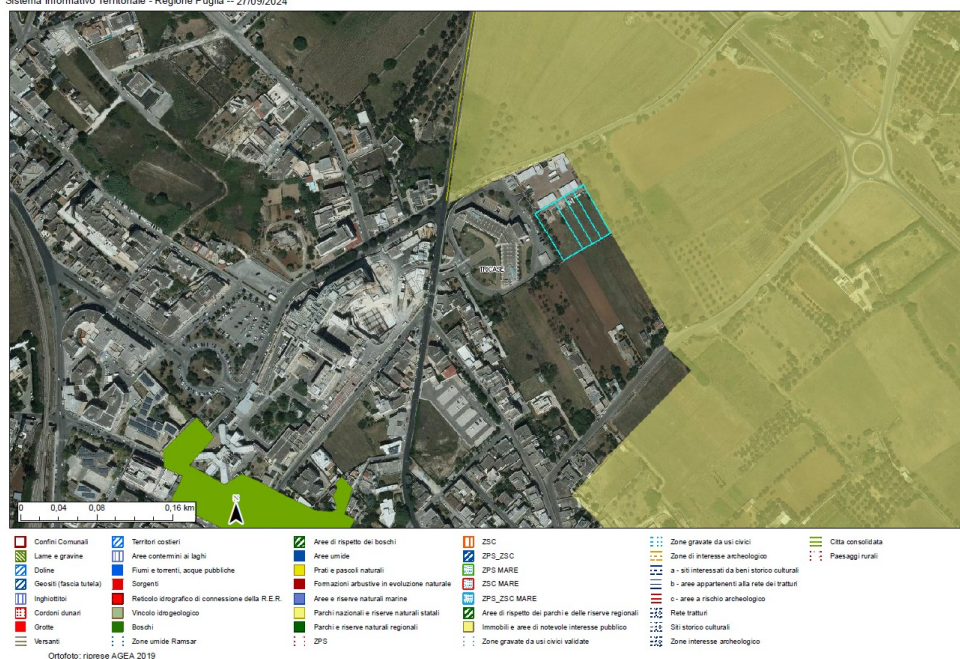 Sistema Informativo Territoriale - Regione Puglia -- 27/09/2024
TRICASE
0 0,04 0,08 0,16 km
N
Confini Comunali
Lame e gravine
Doline
Geositi (fascia tutela)
Inghiottitoi
Cordoni dunari
Grotte
Versanti
Territori costieri
Aree contermini ai laghi
Fiumi e torrenti, acque pubbliche
Sorgenti
Reticolo idrografico di connessione della R.E.R.
Vincolo idrogeologico
Boschi
Zone umide Ramsar
Aree di rispetto dei boschi
Aree umide
Prati e pascoli naturali
Formazioni arbustive in evoluzione naturale
Aree e riserve naturali marine
Parchi nazionali e riserve naturali statali
Parchi e riserve naturali regionali
ZPS
ZSC
ZPS_ZSC
ZPS MARE
ZSC MARE
ZPS_ZSC MARE
Aree di rispetto dei parchi e delle riserve regionali
Immobili e aree di notevole interesse pubblico
Zone gravate da usi civici validate
Zone gravate da usi civici
Zone di interesse archeologico
a - siti interessati da beni storico culturali
b - aree appartenenti alla rete dei tratturi
c- aree a rischio archeologico
Rete tratturi
Siti storico culturali
Zone interesse archeologico
Citta consolidata
Paesaggi rurali
Ortofoto: riprese AGEA 2019